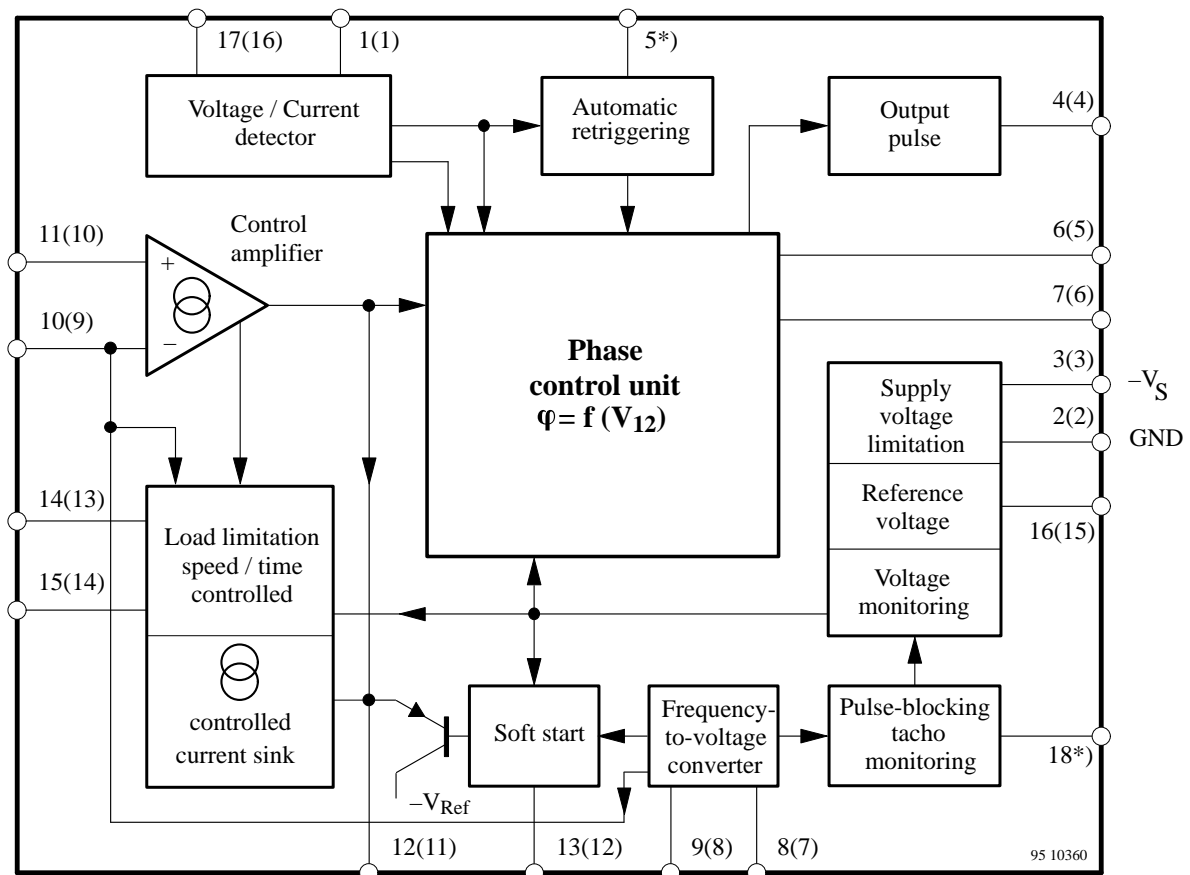 17(16)
1(1)
5*)
Voltage / Current
detector
Automatic
retriggering
Output
pulse
4(4)
11(10)
Control
amplifier
+
−
10(9)
6(5)
7(6)
Phase
control unit
φ = f (V12)
3(3)
−VS
2(2)
GND
Supply
voltage
limitation
Reference
voltage
16(15)
Voltage
monitoring
14(13)
15(14)
Load limitation
speed / time
controlled
controlled
current sink
−VRef
Soft start
Frequency-
to-voltage
converter
Pulse-blocking
tacho
monitoring
18*)
12(11)
13(12)
9(8)
8(7)
95 10360